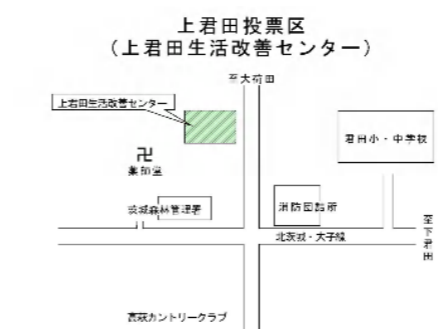 上君田投票区
（上君田生活改善センター）
至大荷田
上君田生活改善センター
君田小・中学校
卍
薬師堂
茨城森林管理署
消防団詰所
北茨城・大子線
至下君田
高萩カントリークラブ